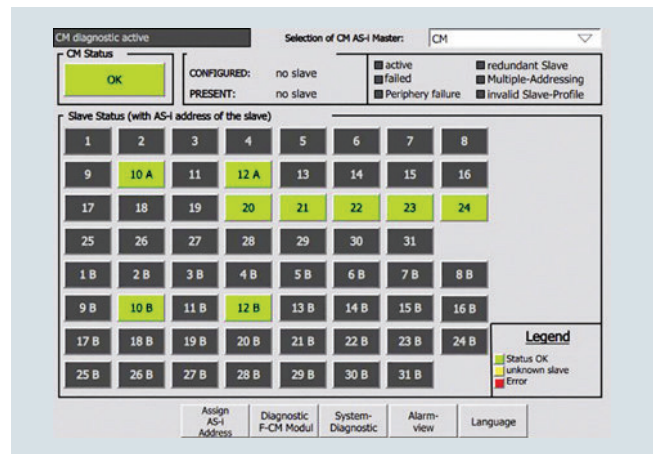 CM diagnostic active
Selection of CM AS-i Master:
CM
CM Status
OK
CONFIGURED: no slave
PRESENT: no slave
active
failed
Periphery failure
redundant Slave
Multiple-Addressing
invalid Slave-Profile
Slave Status (with AS-i address of the slave)
1 2 3 4 5 6 7 8
9 10 A 11 12 A 13 14 15 16
17 18 19 20 21 22 23 24
25 26 27 28 29 30 31
1 B 2 B 3 B 4 B 5 B 6 B 7 B 8 B
9 B 10 B 11 B 12 B 13 B 14 B 15 B 16 B
17 B 18 B 19 B 20 B 21 B 22 B 23 B 24 B
25 B 26 B 27 B 28 B 29 B 30 B 31 B
Legend
Status OK
unknown slave
Error
Assign
AS-i
Address
Diagnostic
F-CM Modul
System-
Diagnostic
Alarm-
view
Language